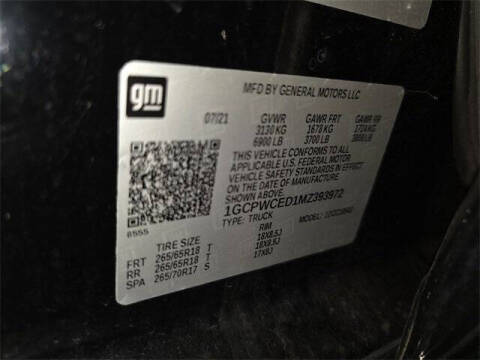 gm
MFD BY GENERAL MOTORS LLC
07/21 GVWR GAWR FRT GAWR RR
3130 KG 1678 KG
6900 LB 3700 LB
THIS VEHICLE CONFORMS TO ALL APPLICABLE
U.S. FEDERAL MOTOR
VEHICLE SAFETY STANDARDS IN EFFECT
ON THE DATE OF MANUFACTURE
SHOWN ABOVE.
1GCPWCED1MZ393972
TYPE: TRUCK MODEL:
8555
TIRE SIZE RIM
FRT 265/65R18 T 18X8.5J
RR 265/65R18 T 18X8.5J
SPA 265/70R17 S 17X8J